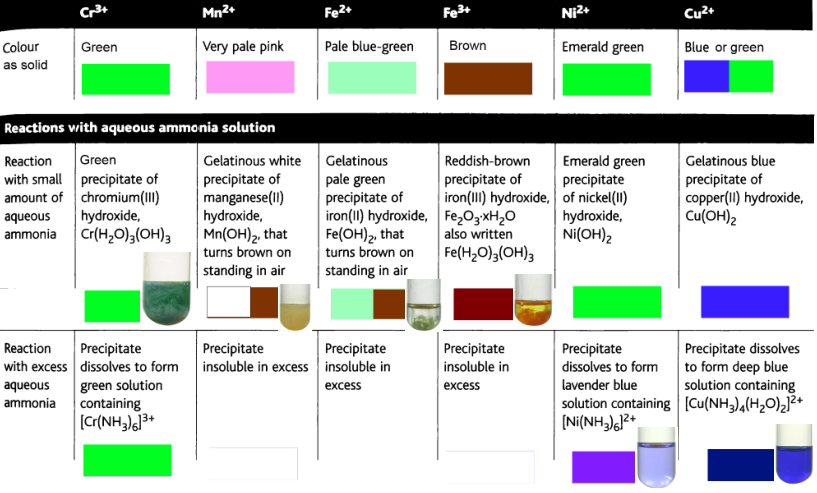 Cr3+ Mn2+ Fe2+ Fe3+ Ni2+ Cu2+
Colour
as solid
Green
Very pale pink
Pale blue-green
Brown
Emerald green
Blue or green
Reactions with aqueous ammonia solution
Reaction
with small
amount of
aqueous
ammonia
Green
precipitate of
chromium(III)
hydroxide,
Cr(H2O)3(OH)3
Gelatinous white
precipitate of
manganese(II)
hydroxide,
Mn(OH)2, that
turns brown on
standing in air
Gelatinous
pale green
precipitate of
iron(II) hydroxide,
Fe(OH)2, that
turns brown on
standing in air
Reddish-brown
precipitate of
iron(III) hydroxide,
Fe2O3·xH2O
also written
Fe(H2O)3(OH)3
Emerald green
precipitate
of nickel(II)
hydroxide,
Ni(OH)2
Gelatinous blue
precipitate of
copper(II) hydroxide,
Cu(OH)2
Reaction
with excess
aqueous
ammonia
Precipitate
dissolves to form
green solution
containing
[Cr(NH3)6]3+
Precipitate
insoluble in excess
Precipitate
insoluble in
excess
Precipitate
insoluble in
excess
Precipitate
dissolves to form
lavender blue
solution containing
[Ni(NH3)6]2+
Precipitate dissolves
to form deep blue
solution containing
[Cu(NH3)4(H2O)2]2+